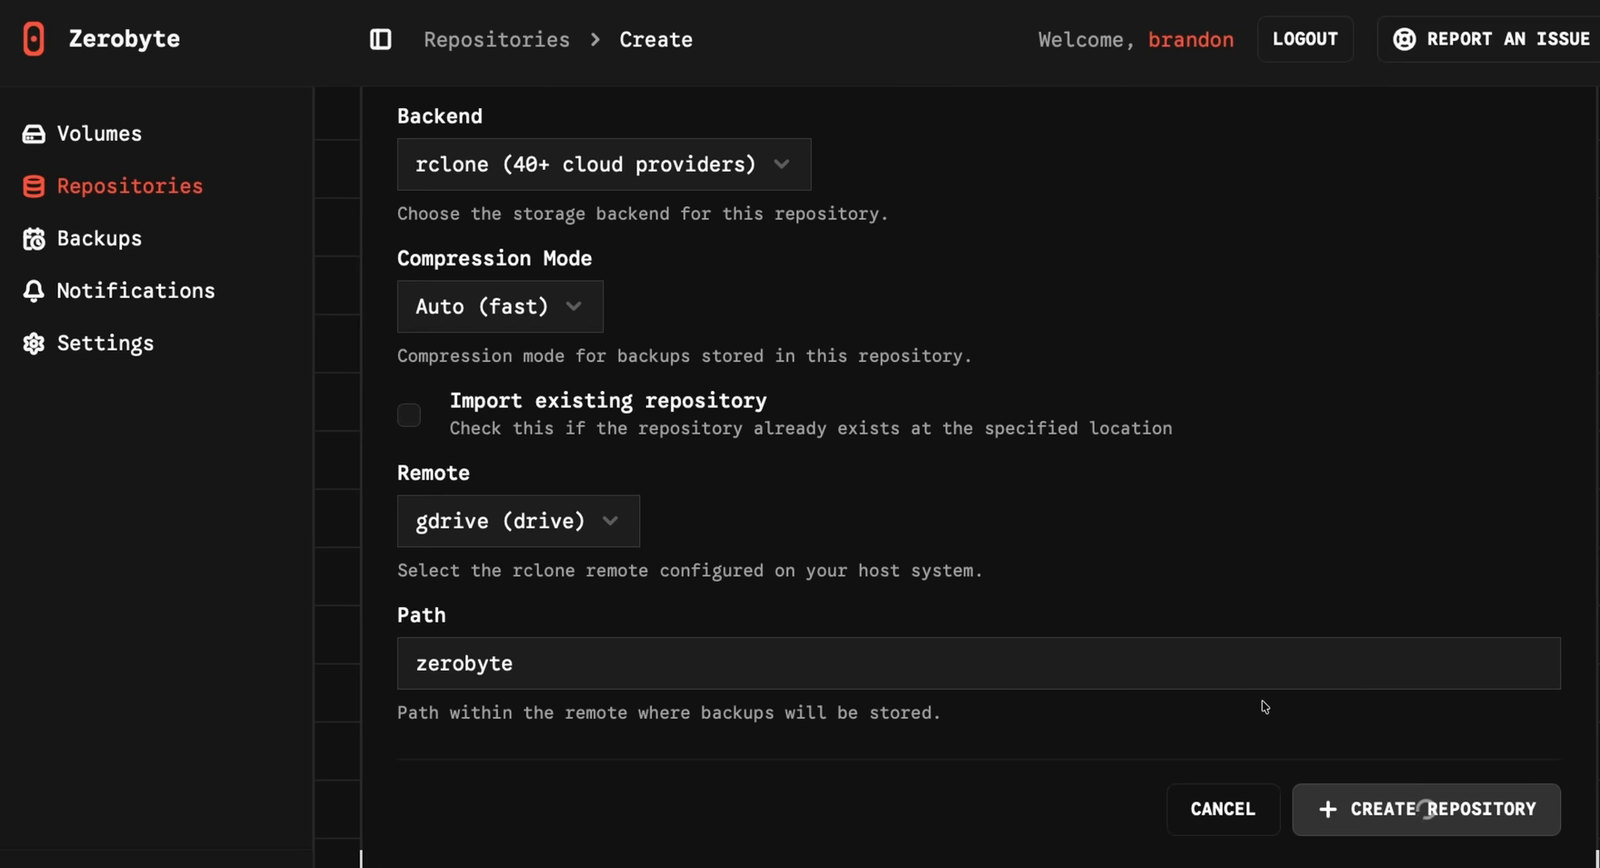 Zerobyte
Repositories > Create
Welcome, brandon
LOGOUT
REPORT AN ISSUE
Volumes
Repositories
Backups
Notifications
Settings
Backend
rclone (40+ cloud providers)
Choose the storage backend for this repository.
Compression Mode
Auto (fast)
Compression mode for backups stored in this repository.
Import existing repository
Check this if the repository already exists at the specified location
Remote
gdrive (drive)
Select the rclone remote configured on your host system.
Path
zerobyte
Path within the remote where backups will be stored.
CANCEL
+ CREATE REPOSITORY